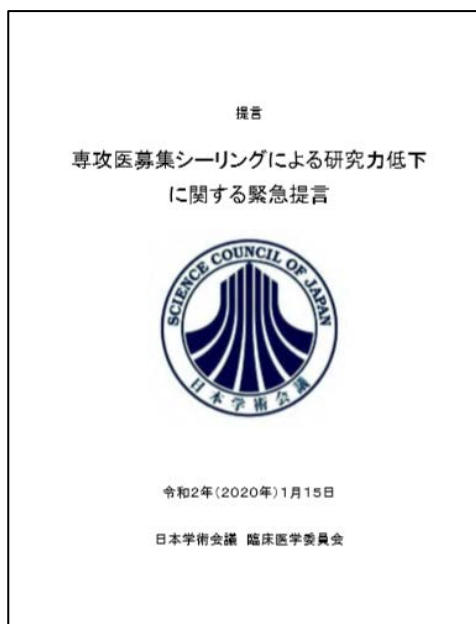 提言
専攻医募集シーリングによる研究力低下
に関する緊急提言
SCIENCE COUNCIL OF JAPAN
日本学術会議
令和2年(2020年)1月15日
日本学術会議 臨床医学委員会